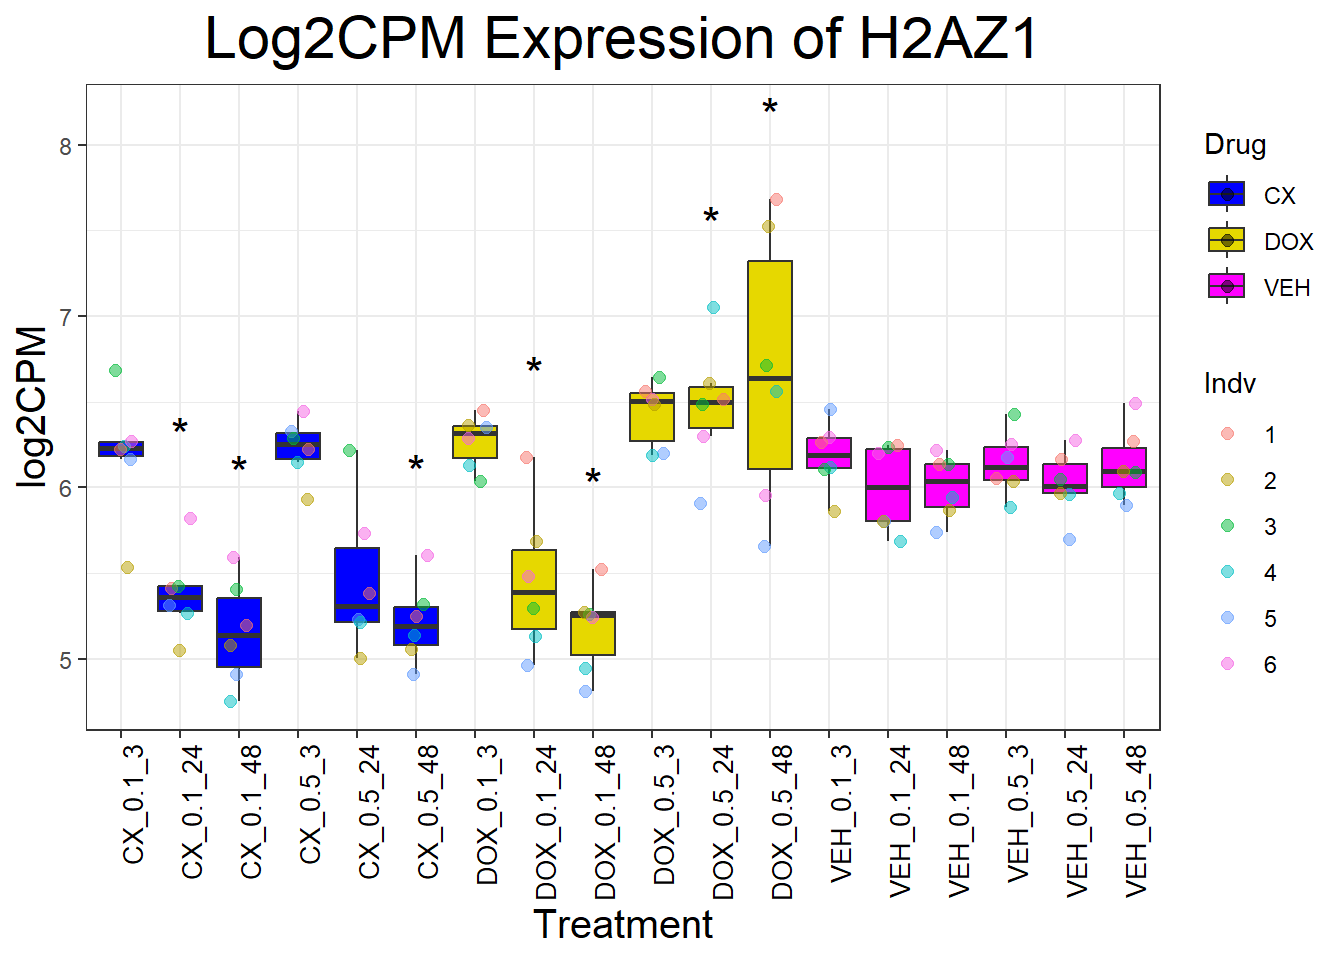 Log2CPM Expression of H2AZ1
log2CPM
8
7
6
5
*
*
*
*
*
*
*
CX_0.1_3
CX_0.1_24
CX_0.1_48
CX_0.5_3
CX_0.5_24
CX_0.5_48
DOX_0.1_3
DOX_0.1_24
DOX_0.1_48
DOX_0.5_3
DOX_0.5_24
DOX_0.5_48
VEH_0.1_3
VEH_0.1_24
VEH_0.1_48
VEH_0.5_3
VEH_0.5_24
VEH_0.5_48
Treatment
Drug
CX
DOX
VEH
Indv
1
2
3
4
5
6